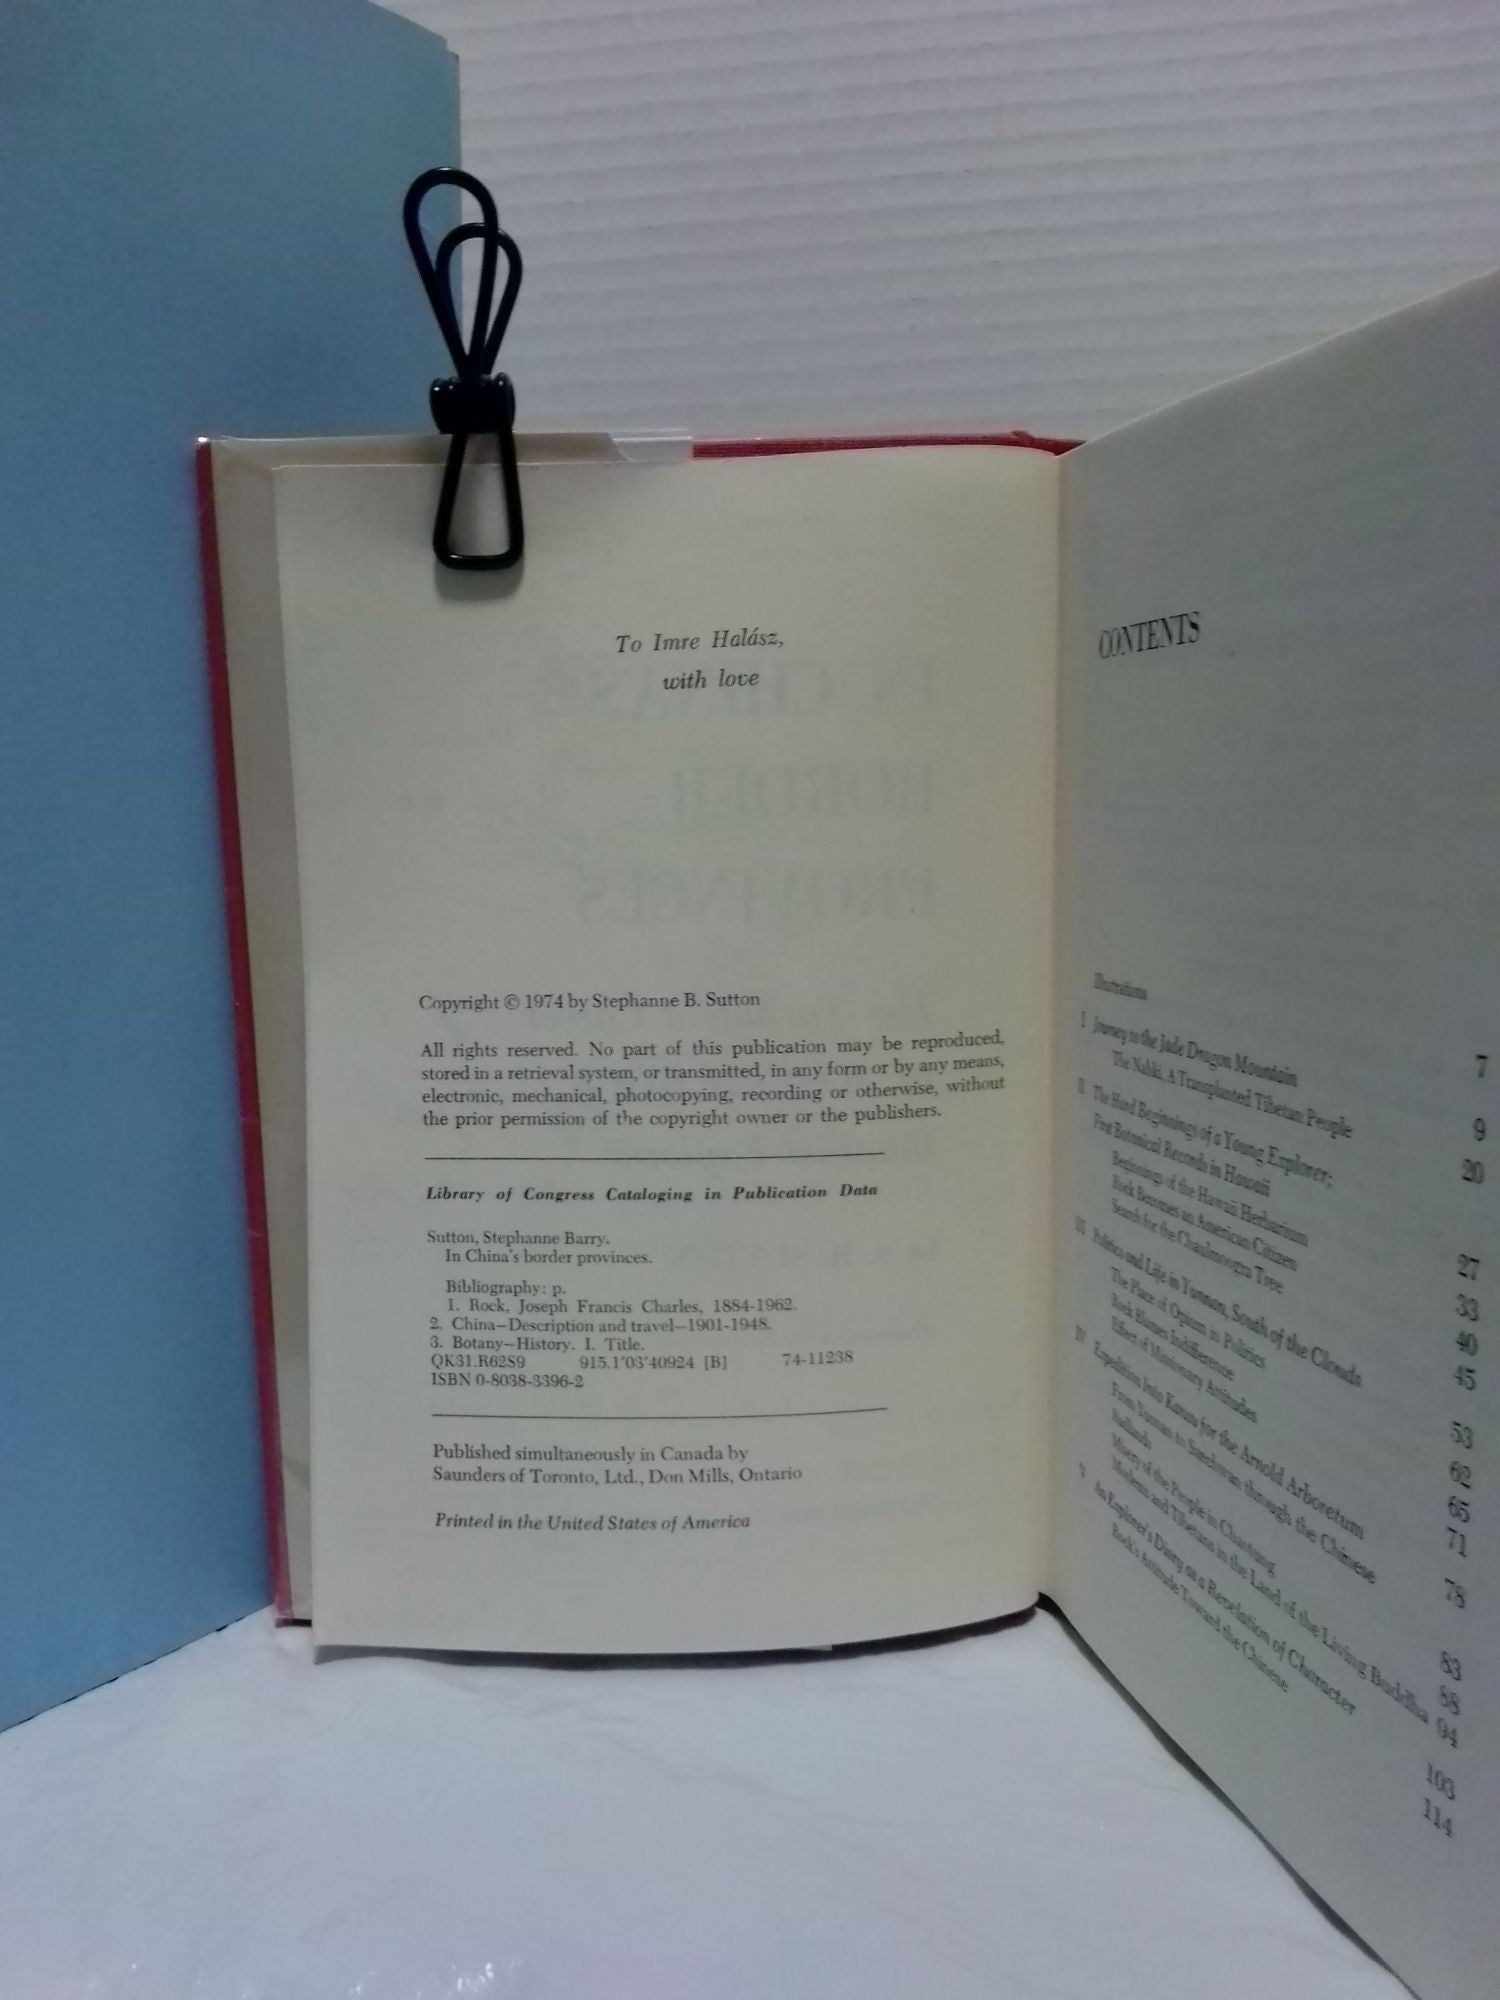 To Imre Halász,
with love
Copyright © 1974 by Stephanne B. Sutton
All rights reserved. No part of this publication may be reproduced,
stored in a retrieval system, or transmitted, in any form or by any means,
electronic, mechanical, photocopying, recording or otherwise, without
the prior permission of the copyright owner or the publishers.
Library of Congress Cataloging in Publication Data
Sutton, Stephanne Barry.
In China's border provinces.
Bibliography: p.
1. Rock, Joseph Francis Charles, 1884-1962.
2. China—Description and travel—1901-1948.
3. Botany—History. I. Title.
QK31.R62S9 915.1'03'40924 [B] 74-11238
ISBN 0-8038-3396-2
Published simultaneously in Canada by
Saunders of Toronto, Ltd., Don Mills, Ontario
Printed in the United States of America
CONTENTS
Illustrations 7
I Journey to the Jade Dragon Mountain 9
The Nahki, A Transplanted Tibetan People 20
II The Hard Beginnings of a Young Explorer;
First Botanical Records in Hawaii 27
Beginnings of the Hawaii Herbarium 33
Rock Becomes an American Citizen 40
Search for the Chaulmoogra Tree 45
III Politics and Life in Yunnan, South of the Clouds 53
The Place of Opium in Politics 62
Rock Blames Indifference 65
Effect of Missionary Attitudes 71
IV Expedition Into Kansu for the Arnold Arboretum 78
From Yunnan to Szechwan through the Chinese
Badlands 83
Misery of the People in Chaotung 88
Muslems and Tibetans in the Land of the Living Buddha 94
V An Explorer's Diary as a Revelation of Character 103
Rock's Attitude Toward the Chinese 114